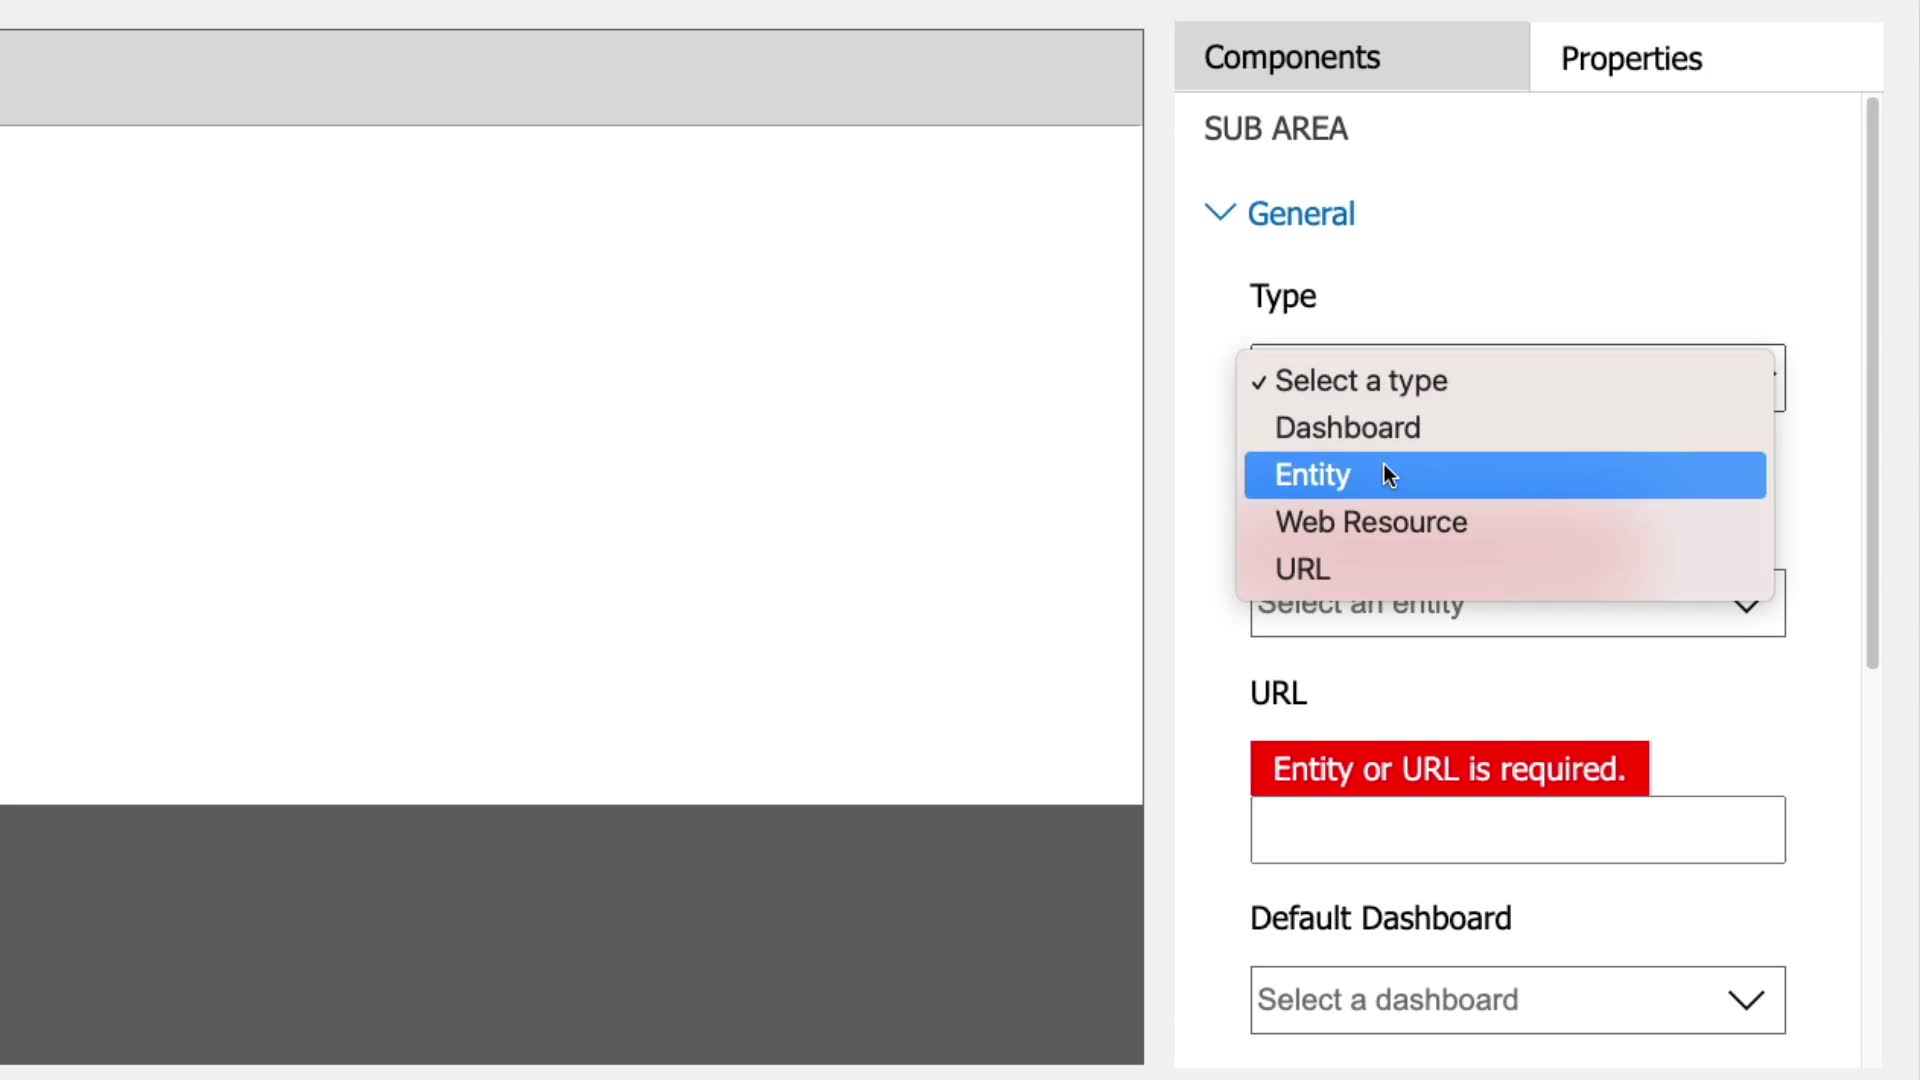 Components
Properties
SUB AREA
General
Type
✓ Select a type
Dashboard
Entity
Web Resource
URL
Select an entity
URL
Entity or URL is required.
Default Dashboard
Select a dashboard